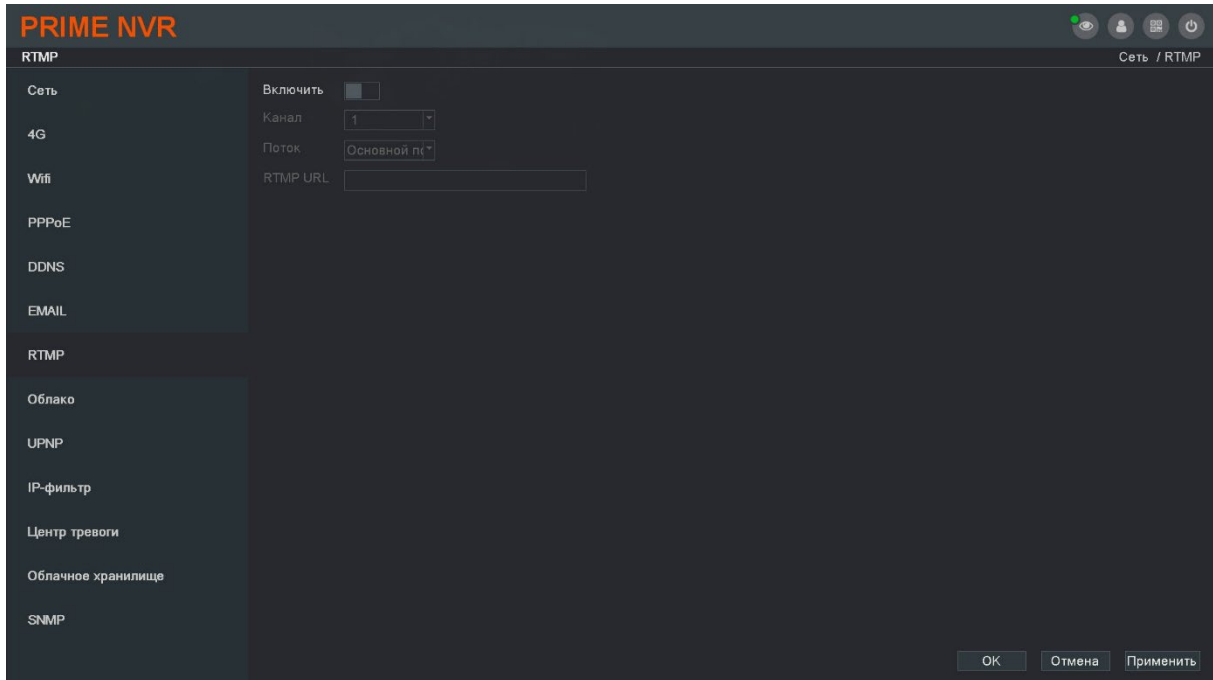 PRIME NVR
RTMP
Сеть / RTMP
Сеть
4G
Wifi
PPPoE
DDNS
EMAIL
RTMP
Облако
UPNP
IP-фильтр
Центр тревоги
Облачное хранилище
SNMP
Включить
Канал 1
Поток Основной по
RTMP URL
OK Отмена Применить